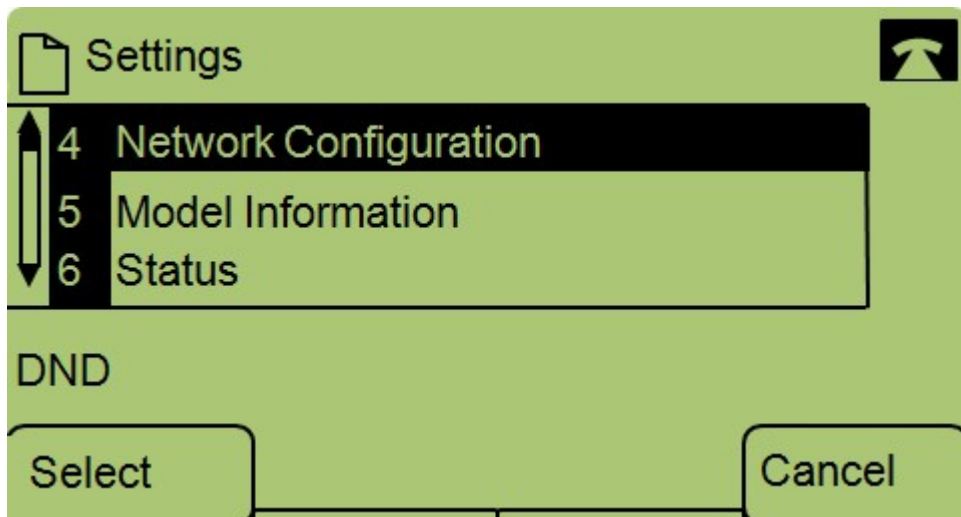 Settings
4 Network Configuration
5 Model Information
6 Status
DND
Select Cancel